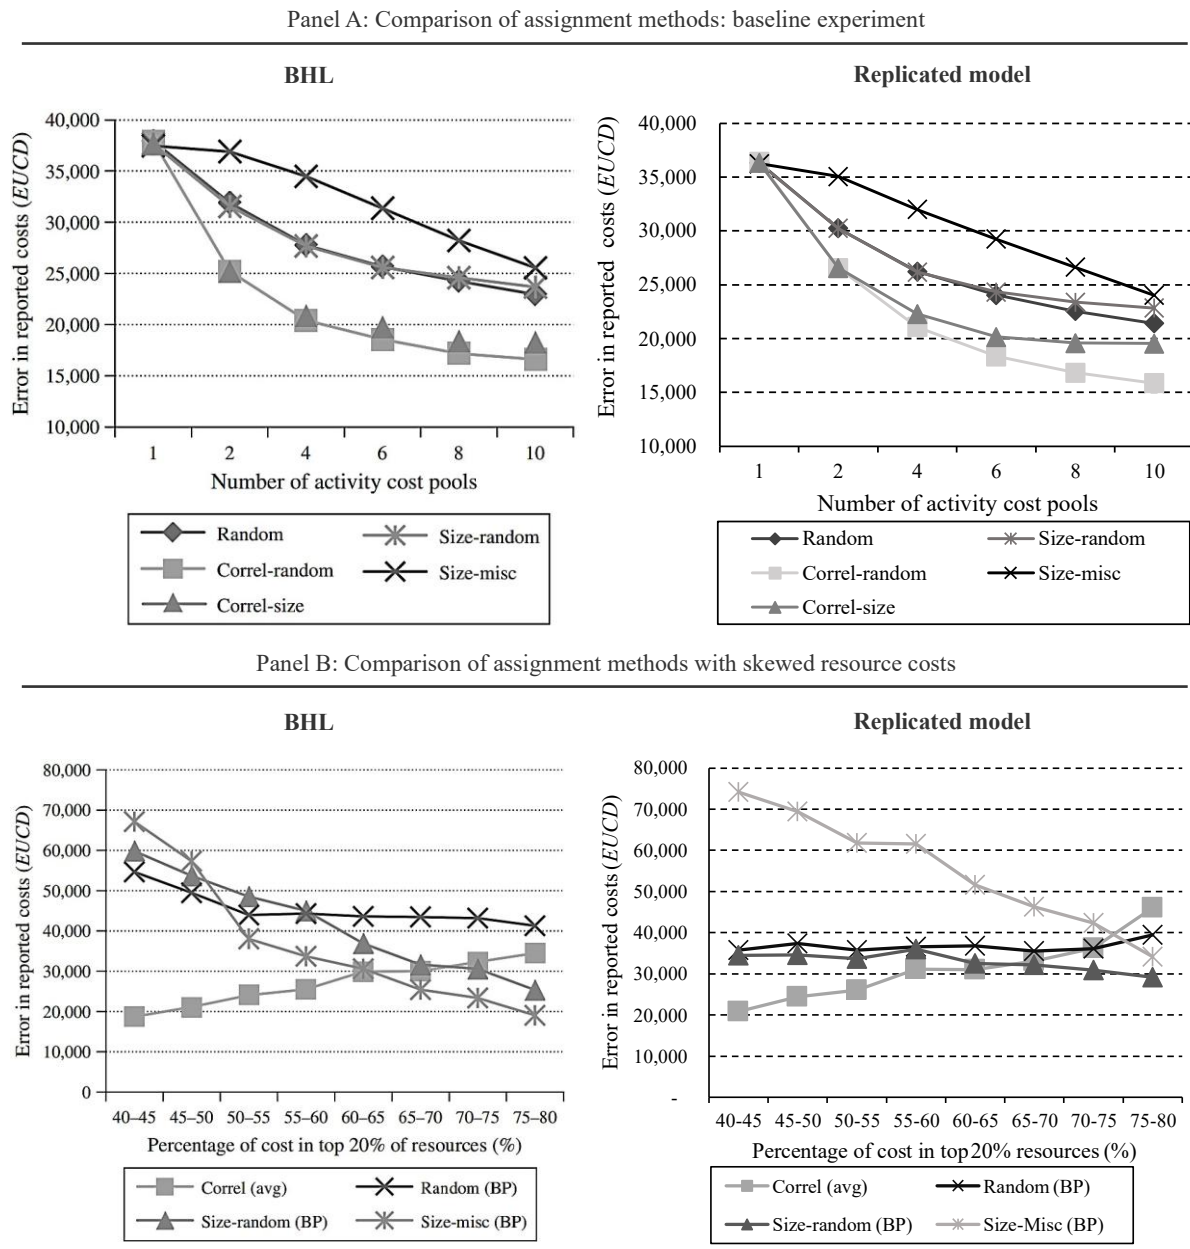 Panel A: Comparison of assignment methods: baseline experiment
BHL
Replicated model
Error in reported costs (EUCD)
40,000
35,000
30,000
25,000
20,000
15,000
10,000
1 2 4 6 8 10
Number of activity cost pools
Random
Size-random
Correl-random
Size-misc
Correl-size
Error in reported costs (EUCD)
40,000
35,000
30,000
25,000
20,000
15,000
10,000
1 2 4 6 8 10
Number of activity cost pools
Random
Size-random
Correl-random
Size-misc
Correl-size
Panel B: Comparison of assignment methods with skewed resource costs
BHL
Replicated model
Error in reported costs (EUCD)
80,000
70,000
60,000
50,000
40,000
30,000
20,000
10,000
0
40–45 45–50 50–55 55–60 60–65 65–70 70–75 75–80
Percentage of cost in top 20% of resources (%)
Correl (avg)
Random (BP)
Size-random (BP)
Size-misc (BP)
Error in reported costs (EUCD)
80,000
70,000
60,000
50,000
40,000
30,000
20,000
10,000
-
40-45 45-50 50-55 55-60 60-65 65-70 70-75 75-80
Percentage of cost in top 20% resources (%)
Correl (avg)
Random (BP)
Size-random (BP)
Size-Misc (BP)